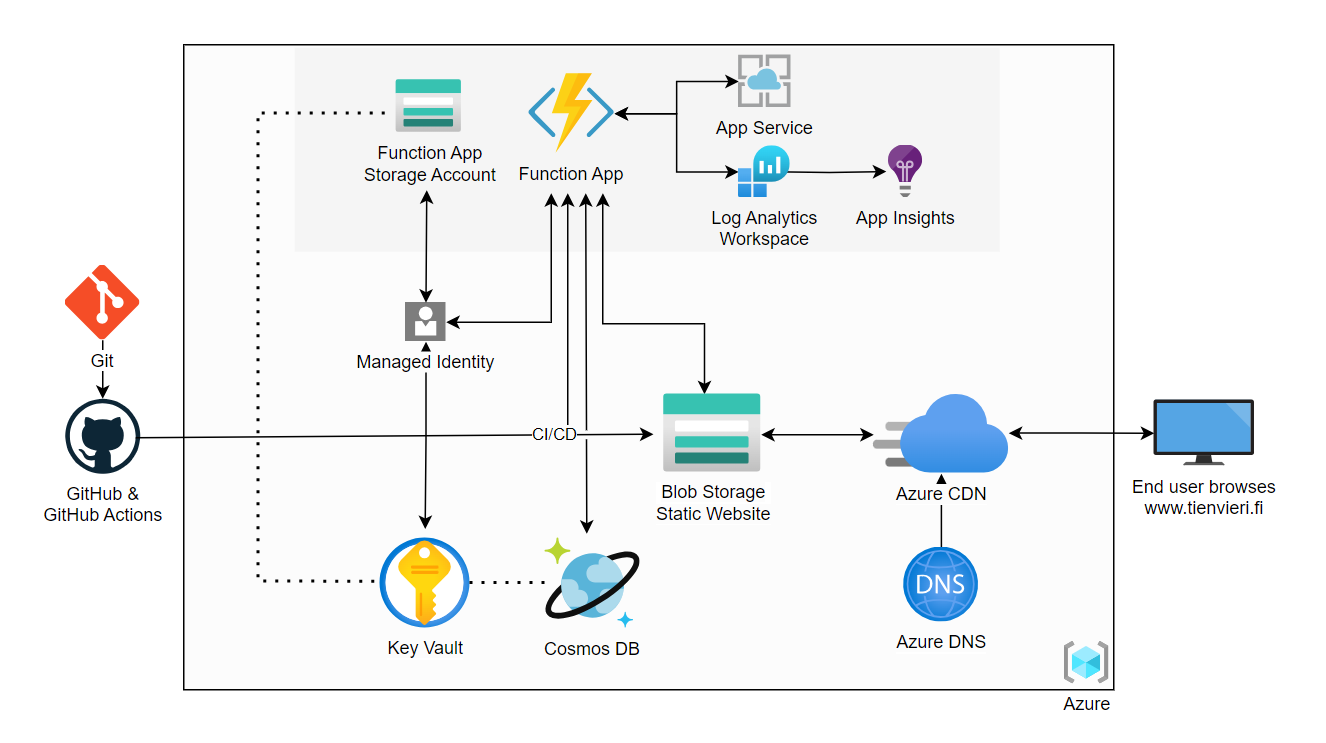 App Service
Function App
Storage Account
Function App
Log Analytics
Workspace
App Insights
Git
Managed Identity
CI/CD
GitHub &
GitHub Actions
Blob Storage
Static Website
Azure CDN
End user browses
www.tienvieri.fi
DNS
Key Vault
Cosmos DB
Azure DNS
Azure